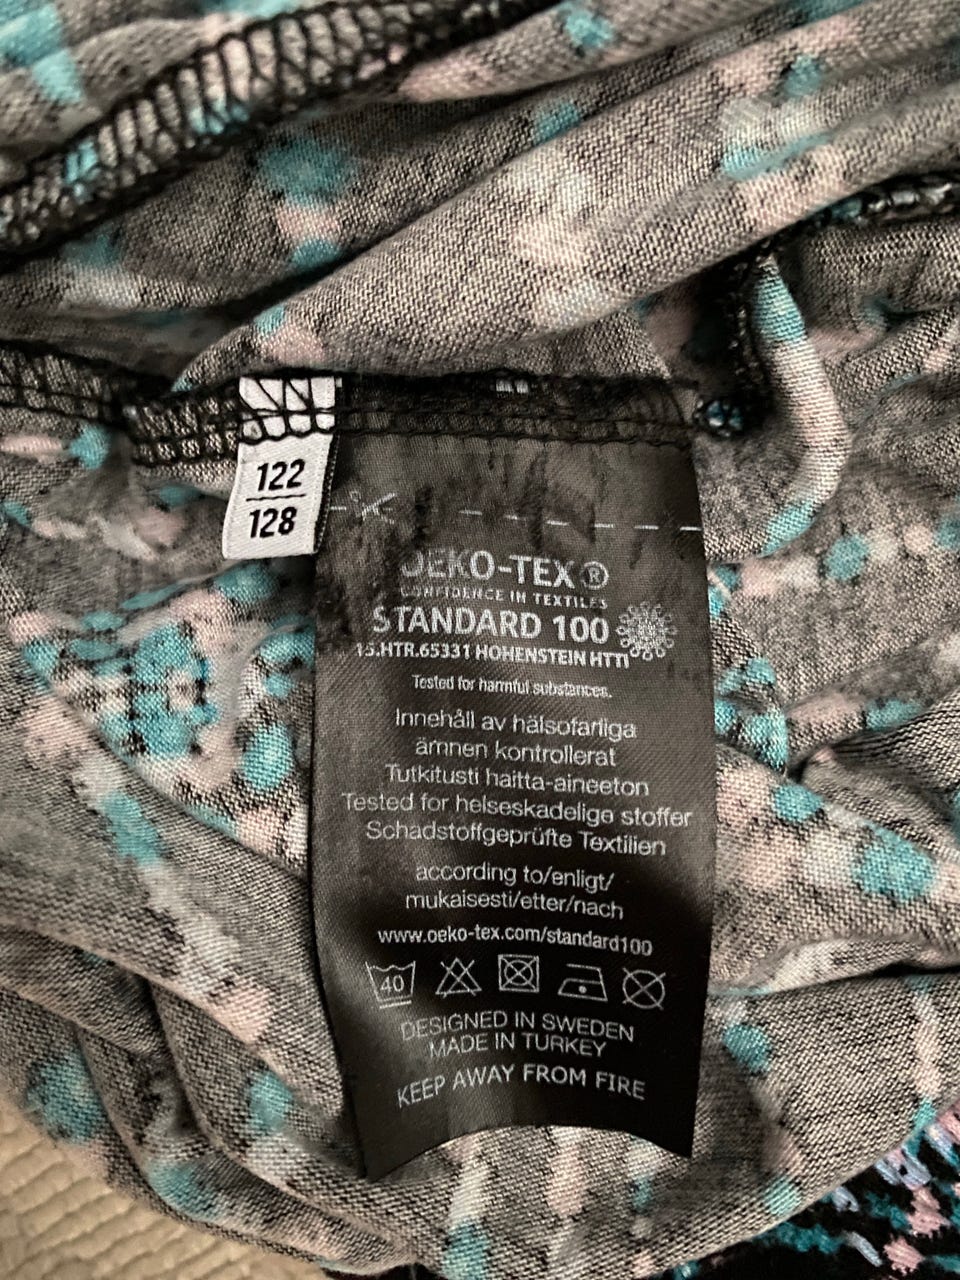 122
128
OEKO-TEX®
CONFIDENCE IN TEXTILES
STANDARD 100
15.HTR.65331 HOHENSTEIN HTTI
Tested for harmful substances.
Innehåll av hälsofarliga
ämnen kontrollerat
Tutkitusti haitta-aineeton
Tested for helseskadelige stoffer
Schadstoffgeprüfte Textilien
according to/enligt/
mukaisesti/etter/nach
www.oeko-tex.com/standard100
40
DESIGNED IN SWEDEN
MADE IN TURKEY
KEEP AWAY FROM FIRE